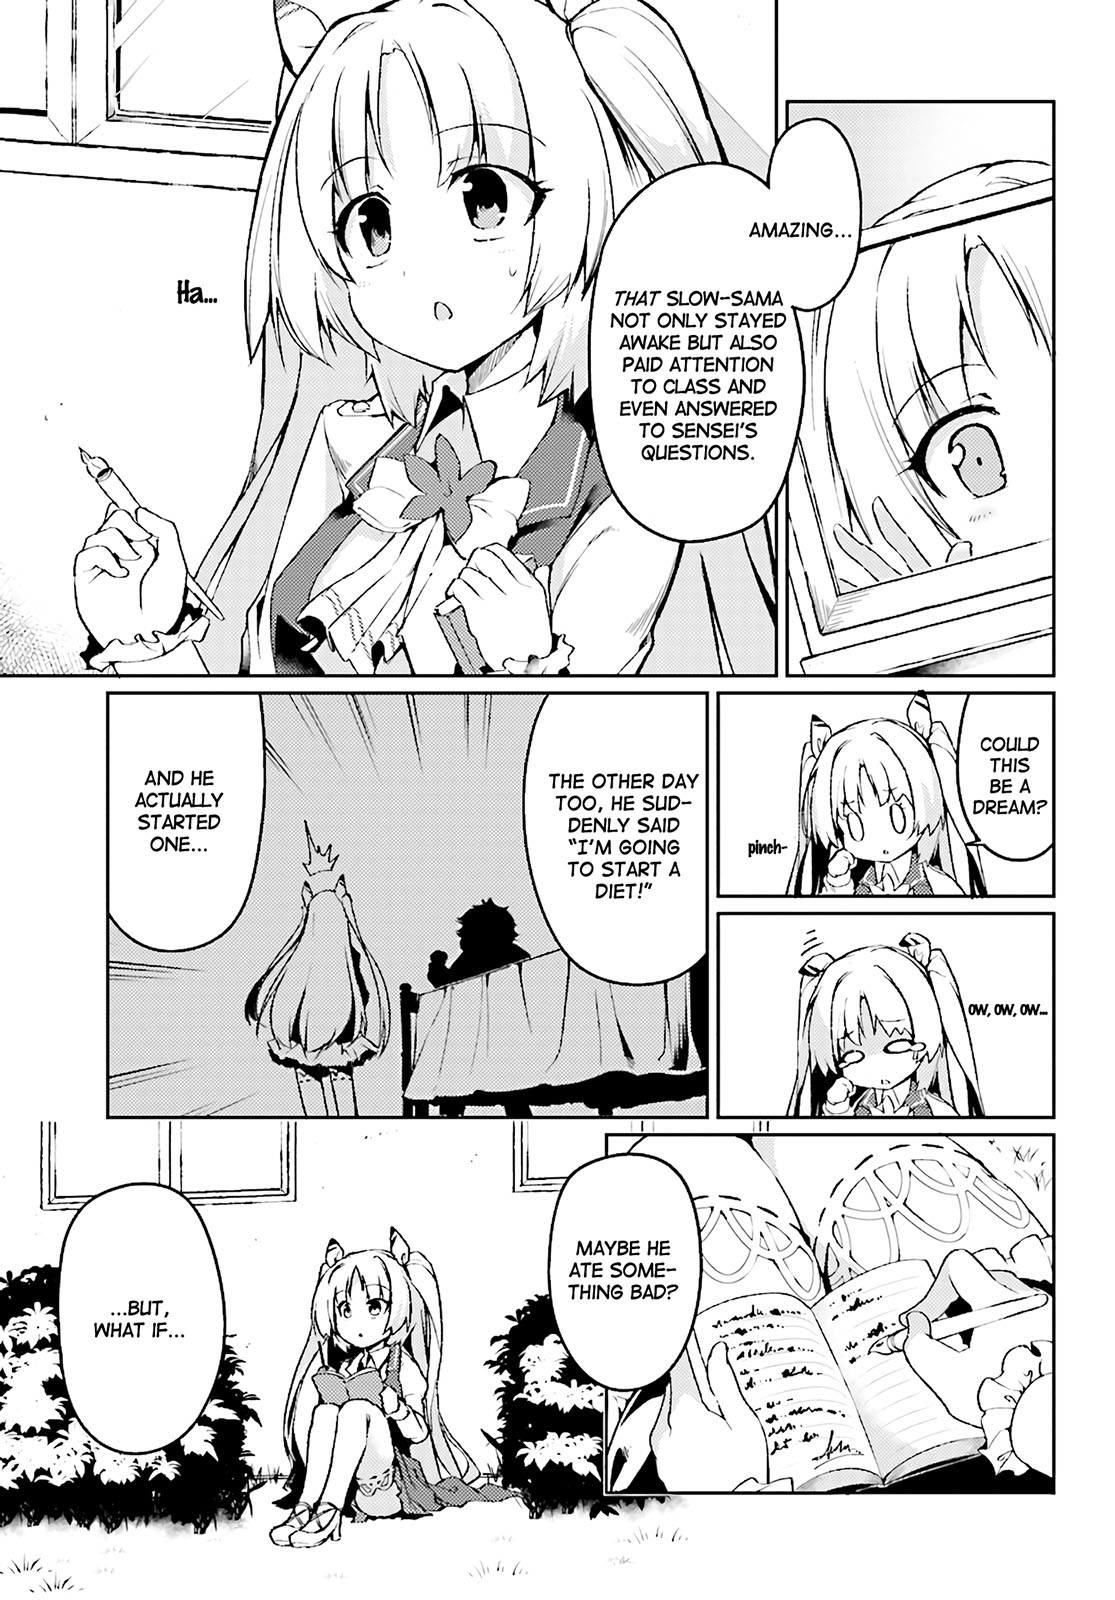 AMAZING...
THAT SLOW-SAMA
NOT ONLY STAYED
AWAKE BUT ALSO
PAID ATTENTION
TO CLASS AND
EVEN ANSWERED
TO SENSEI'S
QUESTIONS.
Ha...
COULD
THIS
BE A
DREAM?
pinch-
OW, OW, OW...
THE OTHER DAY
TOO, HE SUD-
DENLY SAID
"I'M GOING
TO START A
DIET!"
AND HE
ACTUALLY
STARTED
ONE...
MAYBE HE
ATE SOME-
THING BAD?
...BUT,
WHAT IF...